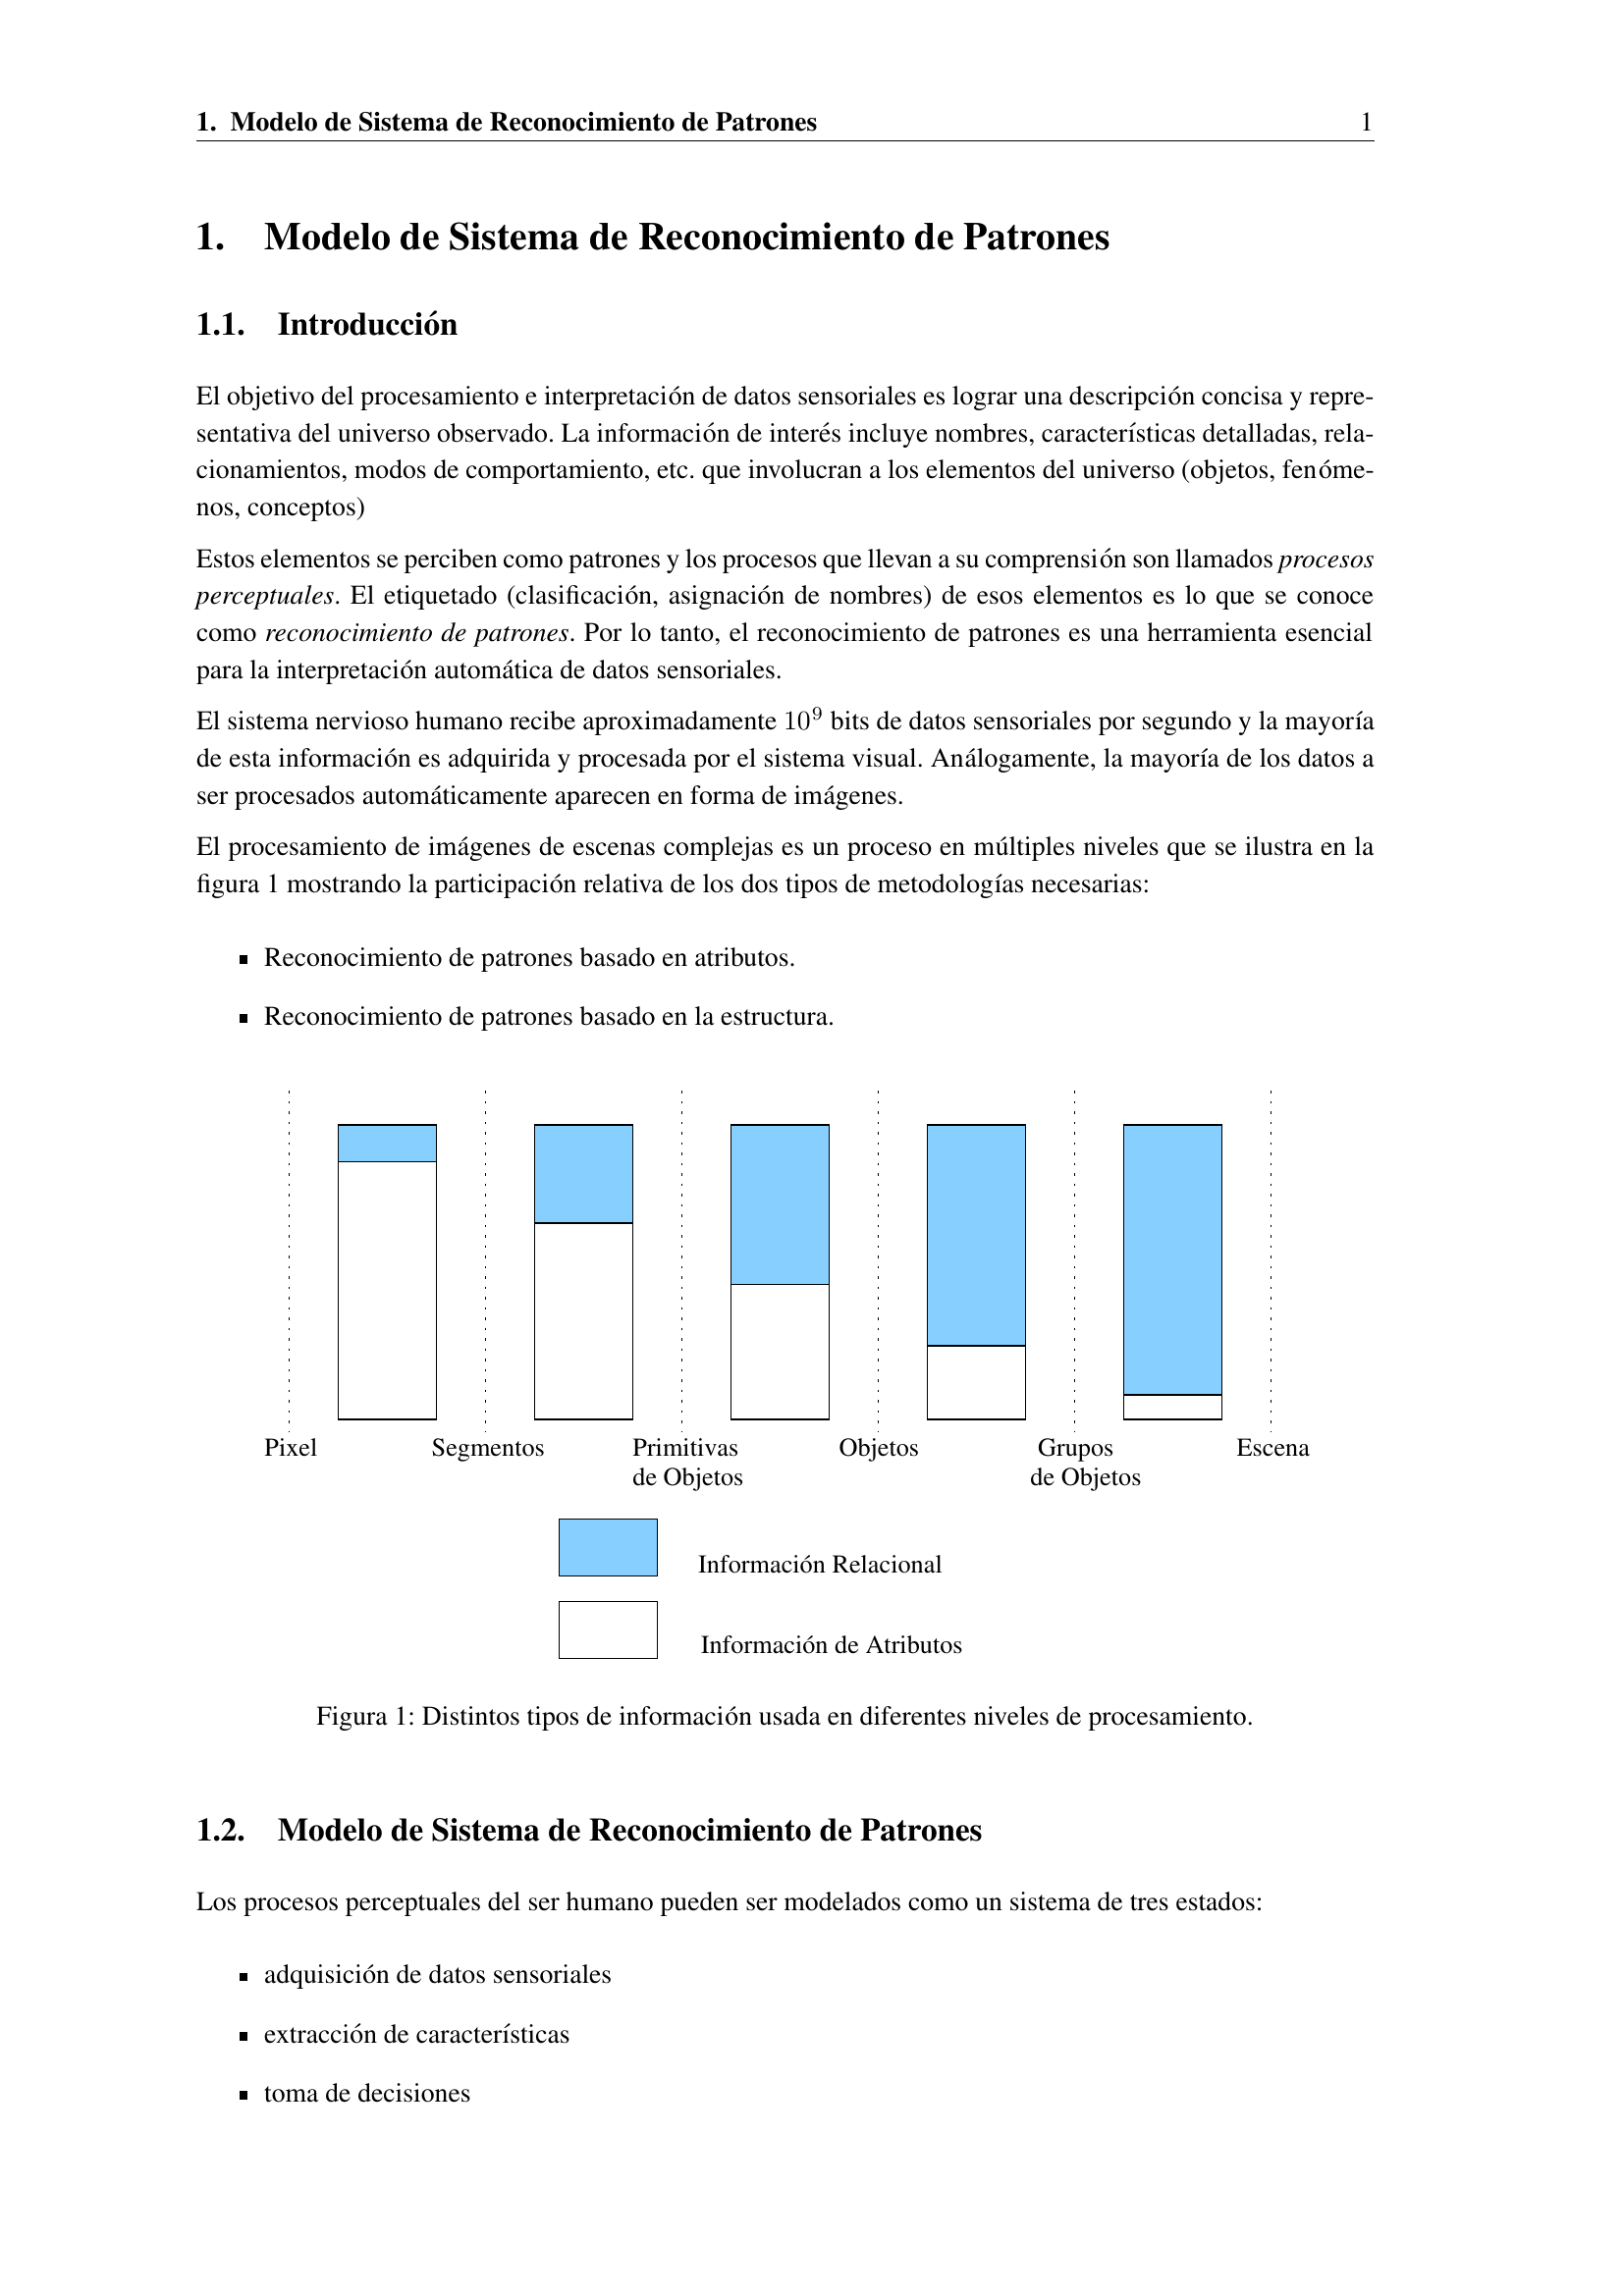 1. Modelo de Sistema de Reconocimiento de Patrones 1
1. Modelo de Sistema de Reconocimiento de Patrones
1.1. Introducción
El objetivo del procesamiento e interpretación de datos sensoriales es lograr una descripción concisa y repre-
sentativa del universo observado. La información de interés incluye nombres, características detalladas, rela-
cionamientos, modos de comportamiento, etc. que involucran a los elementos del universo (objetos, fenóme-
nos, conceptos)
Estos elementos se perciben como patrones y los procesos que llevan a su comprensión son llamados procesos
perceptuales. El etiquetado (clasificación, asignación de nombres) de esos elementos es lo que se conoce
como reconocimiento de patrones. Por lo tanto, el reconocimiento de patrones es una herramienta esencial
para la interpretación automática de datos sensoriales.
El sistema nervioso humano recibe aproximadamente 10⁹ bits de datos sensoriales por segundo y la mayoría
de esta información es adquirida y procesada por el sistema visual. Análogamente, la mayoría de los datos a
ser procesados automáticamente aparecen en forma de imágenes.
El procesamiento de imágenes de escenas complejas es un proceso en múltiples niveles que se ilustra en la
figura 1 mostrando la participación relativa de los dos tipos de metodologías necesarias:
▪ Reconocimiento de patrones basado en atributos.
▪ Reconocimiento de patrones basado en la estructura.
Pixel Segmentos Primitivas Objetos Grupos Escena
de Objetos de Objetos
Información Relacional
Información de Atributos
Figura 1: Distintos tipos de información usada en diferentes niveles de procesamiento.
1.2. Modelo de Sistema de Reconocimiento de Patrones
Los procesos perceptuales del ser humano pueden ser modelados como un sistema de tres estados:
▪ adquisición de datos sensoriales
▪ extracción de características
▪ toma de decisiones